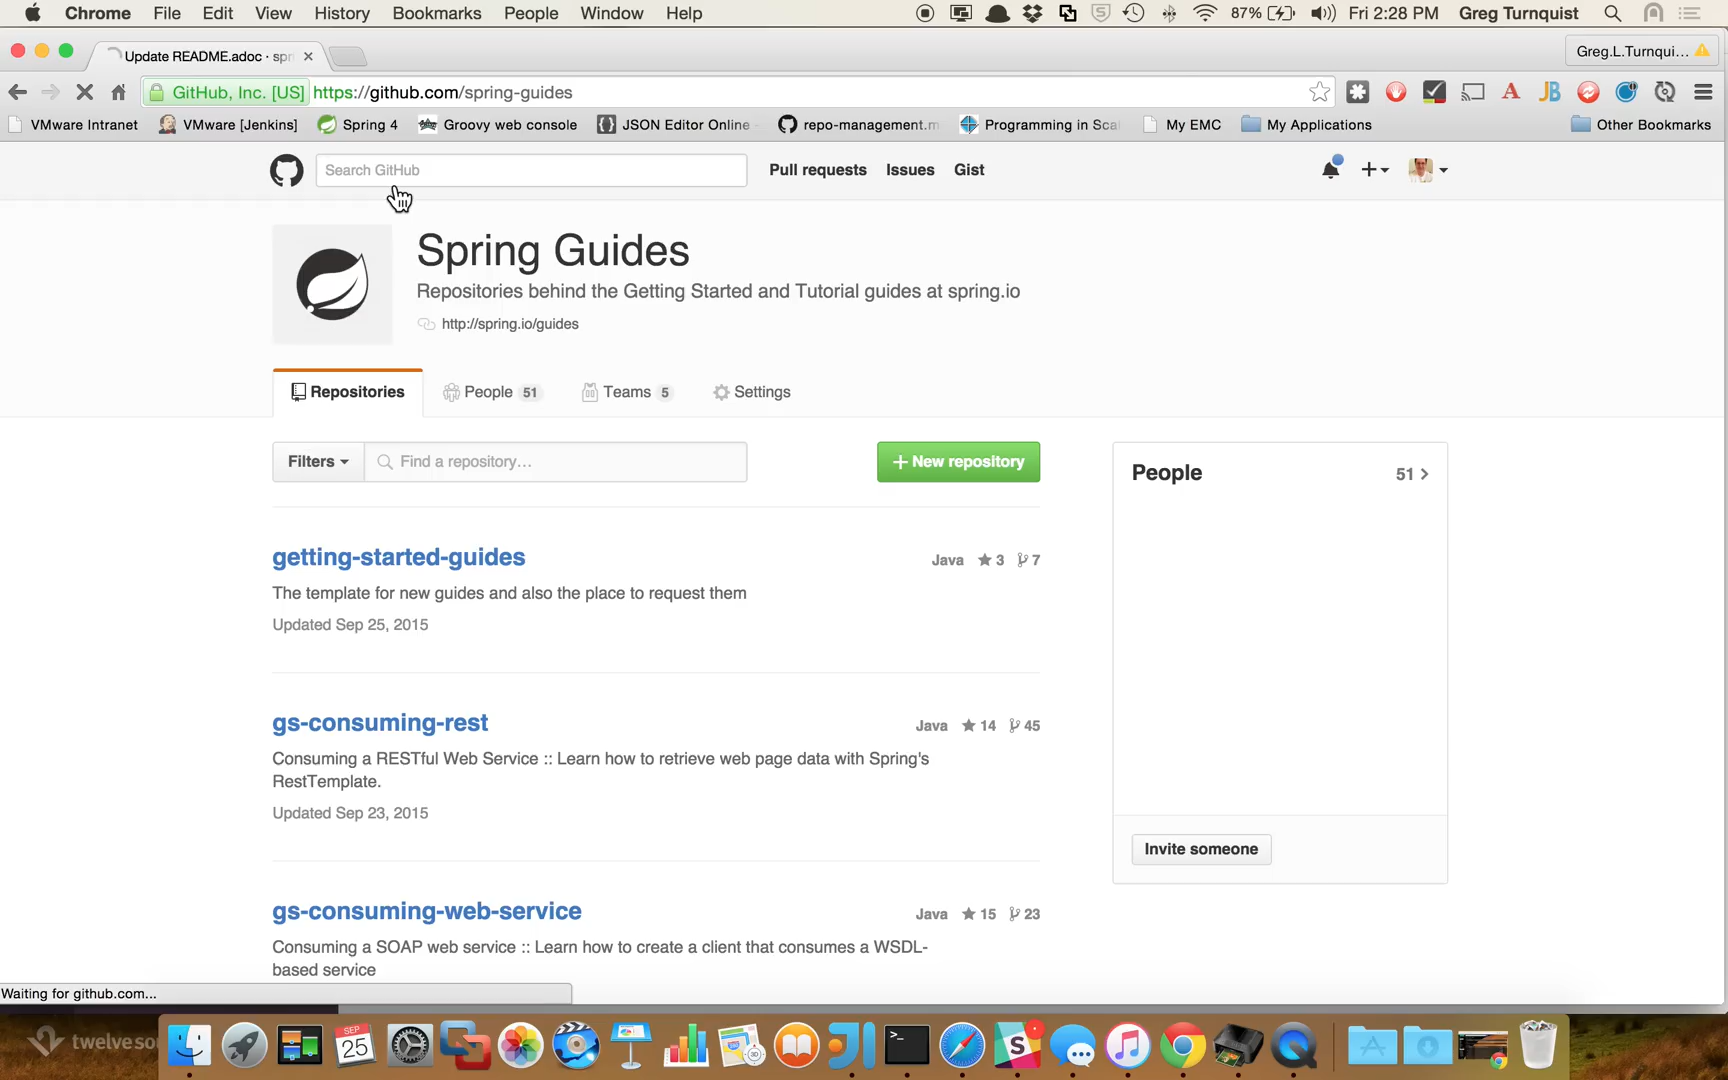 Chrome File Edit View History Bookmarks People Window Help 87% Fri 2:28 PM Greg Turnquist
Update README.adoc · spri Greg.L.Turnqui...
GitHub, Inc. [US] https://github.com/spring-guides
VMware Intranet VMware [Jenkins] Spring 4 Groovy web console JSON Editor Online repo-management.m Programming in Scal My EMC My Applications Other Bookmarks
Search GitHub Pull requests Issues Gist
Spring Guides
Repositories behind the Getting Started and Tutorial guides at spring.io
http://spring.io/guides
Repositories People 51 Teams 5 Settings
Filters Find a repository… + New repository
People 51
getting-started-guides Java 3 7
The template for new guides and also the place to request them
Updated Sep 25, 2015
gs-consuming-rest Java 14 45
Consuming a RESTful Web Service :: Learn how to retrieve web page data with Spring's
RestTemplate.
Updated Sep 23, 2015
Invite someone
gs-consuming-web-service Java 15 23
Consuming a SOAP web service :: Learn how to create a client that consumes a WSDL-
based service
Waiting for github.com...
twelve so
SEP
25